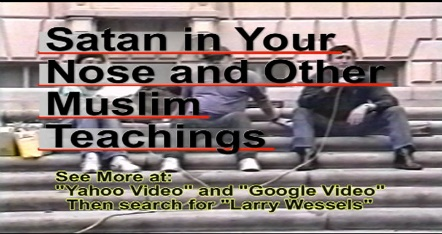 Satan in Your
Nose and Other
Muslim
Teachings
See More at:
"Yahoo Video" and "Google Video"
Then search for "Larry Wessels"